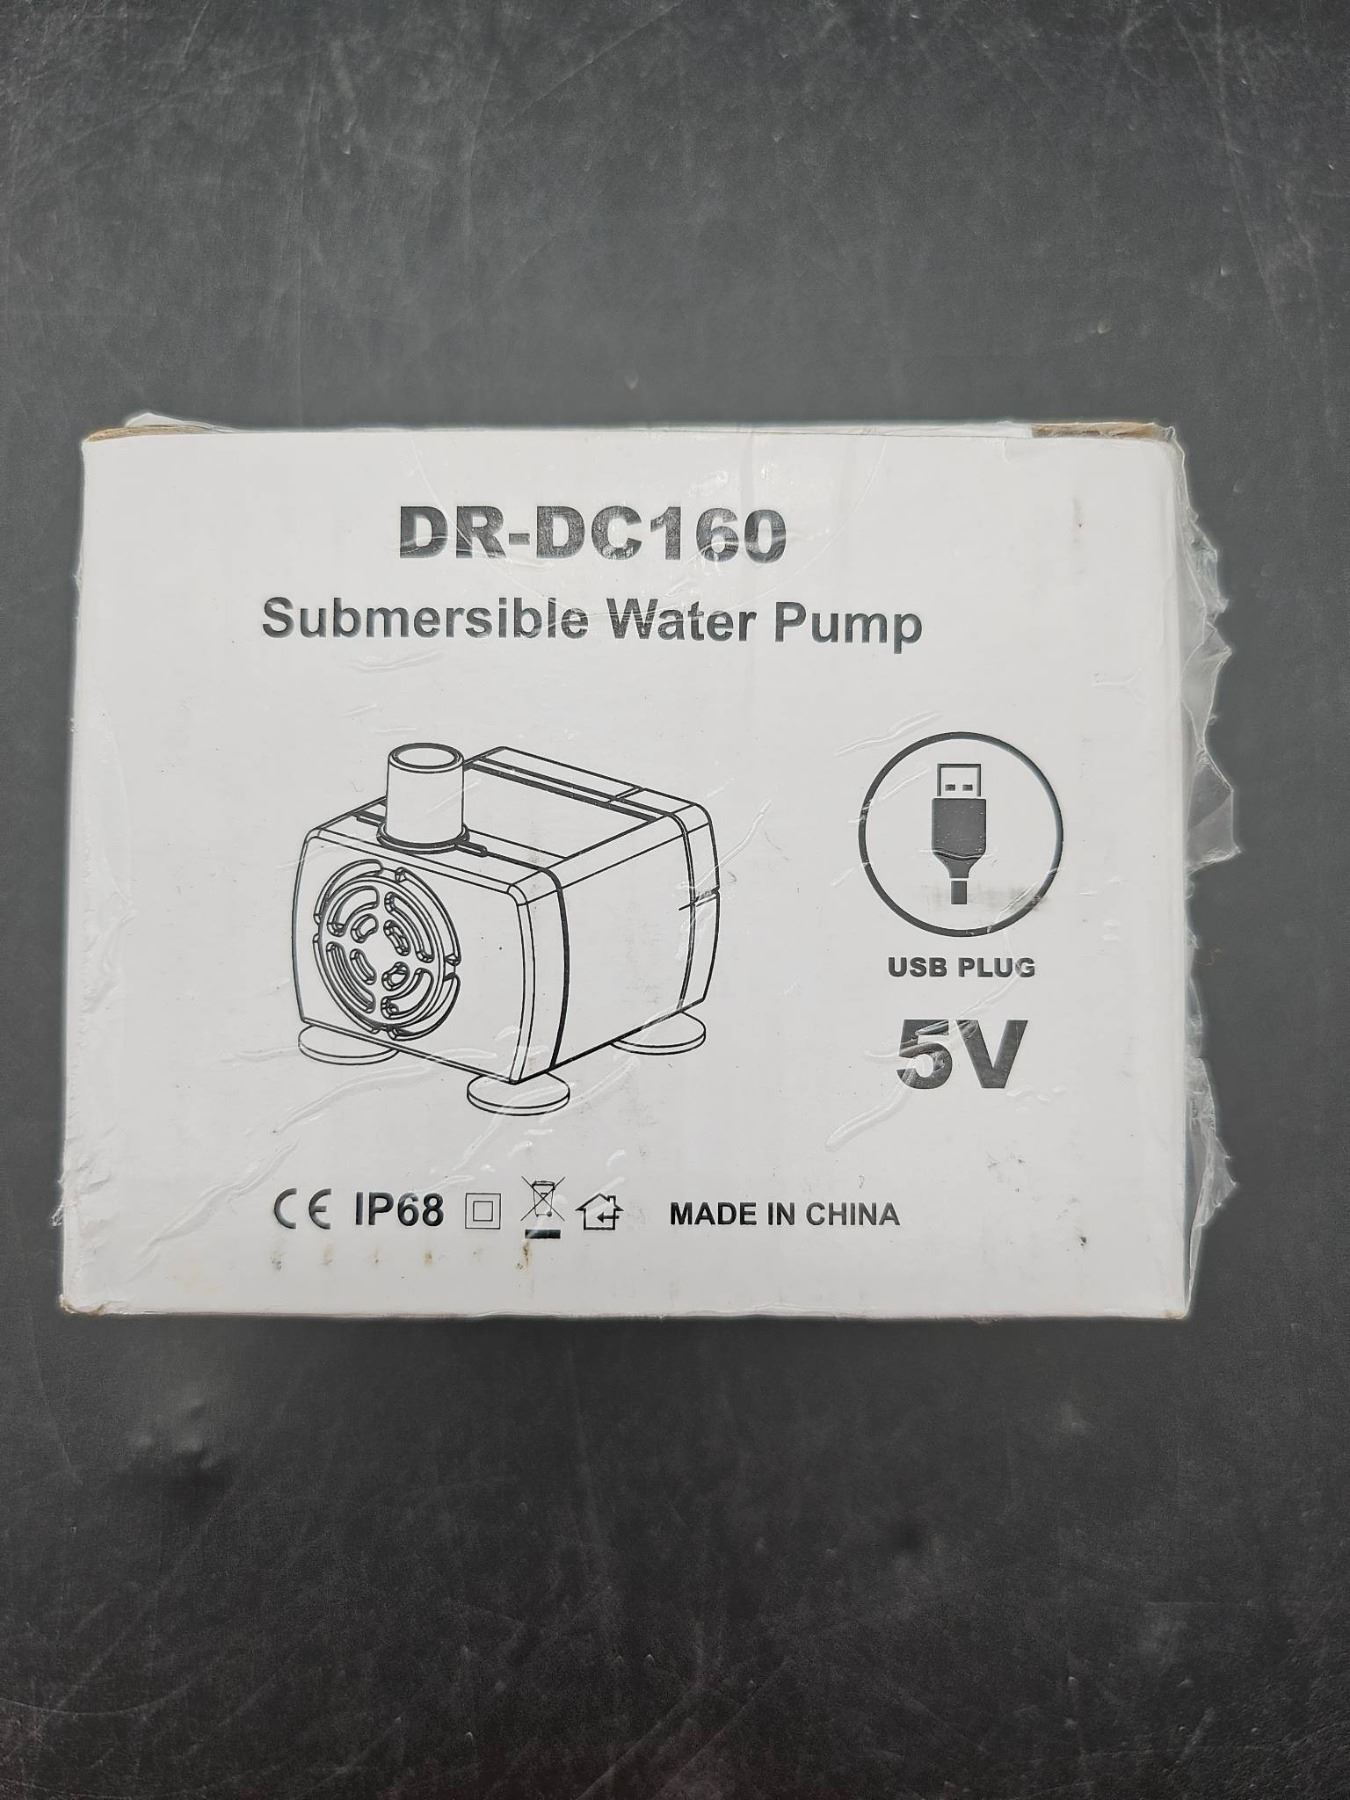 DR-DC160
Submersible Water Pump
USB PLUG
5V
CE IP68 MADE IN CHINA